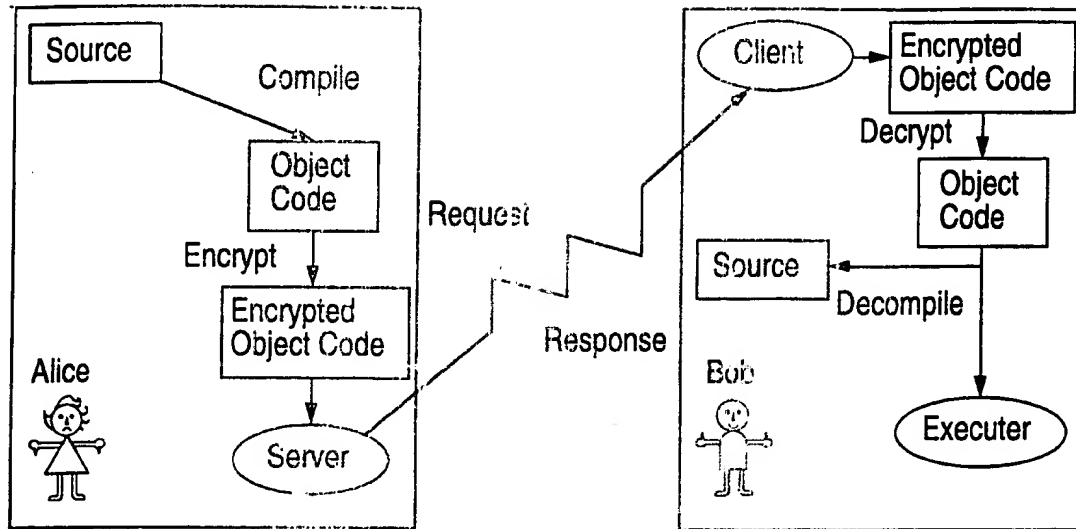 Source
Compile
Object
Code
Encrypt
Encrypted
Object Code
Alice
Server
Request
Response
Client
Encrypted
Object Code
Decrypt
Object
Code
Source
Decompile
Bob
Executer